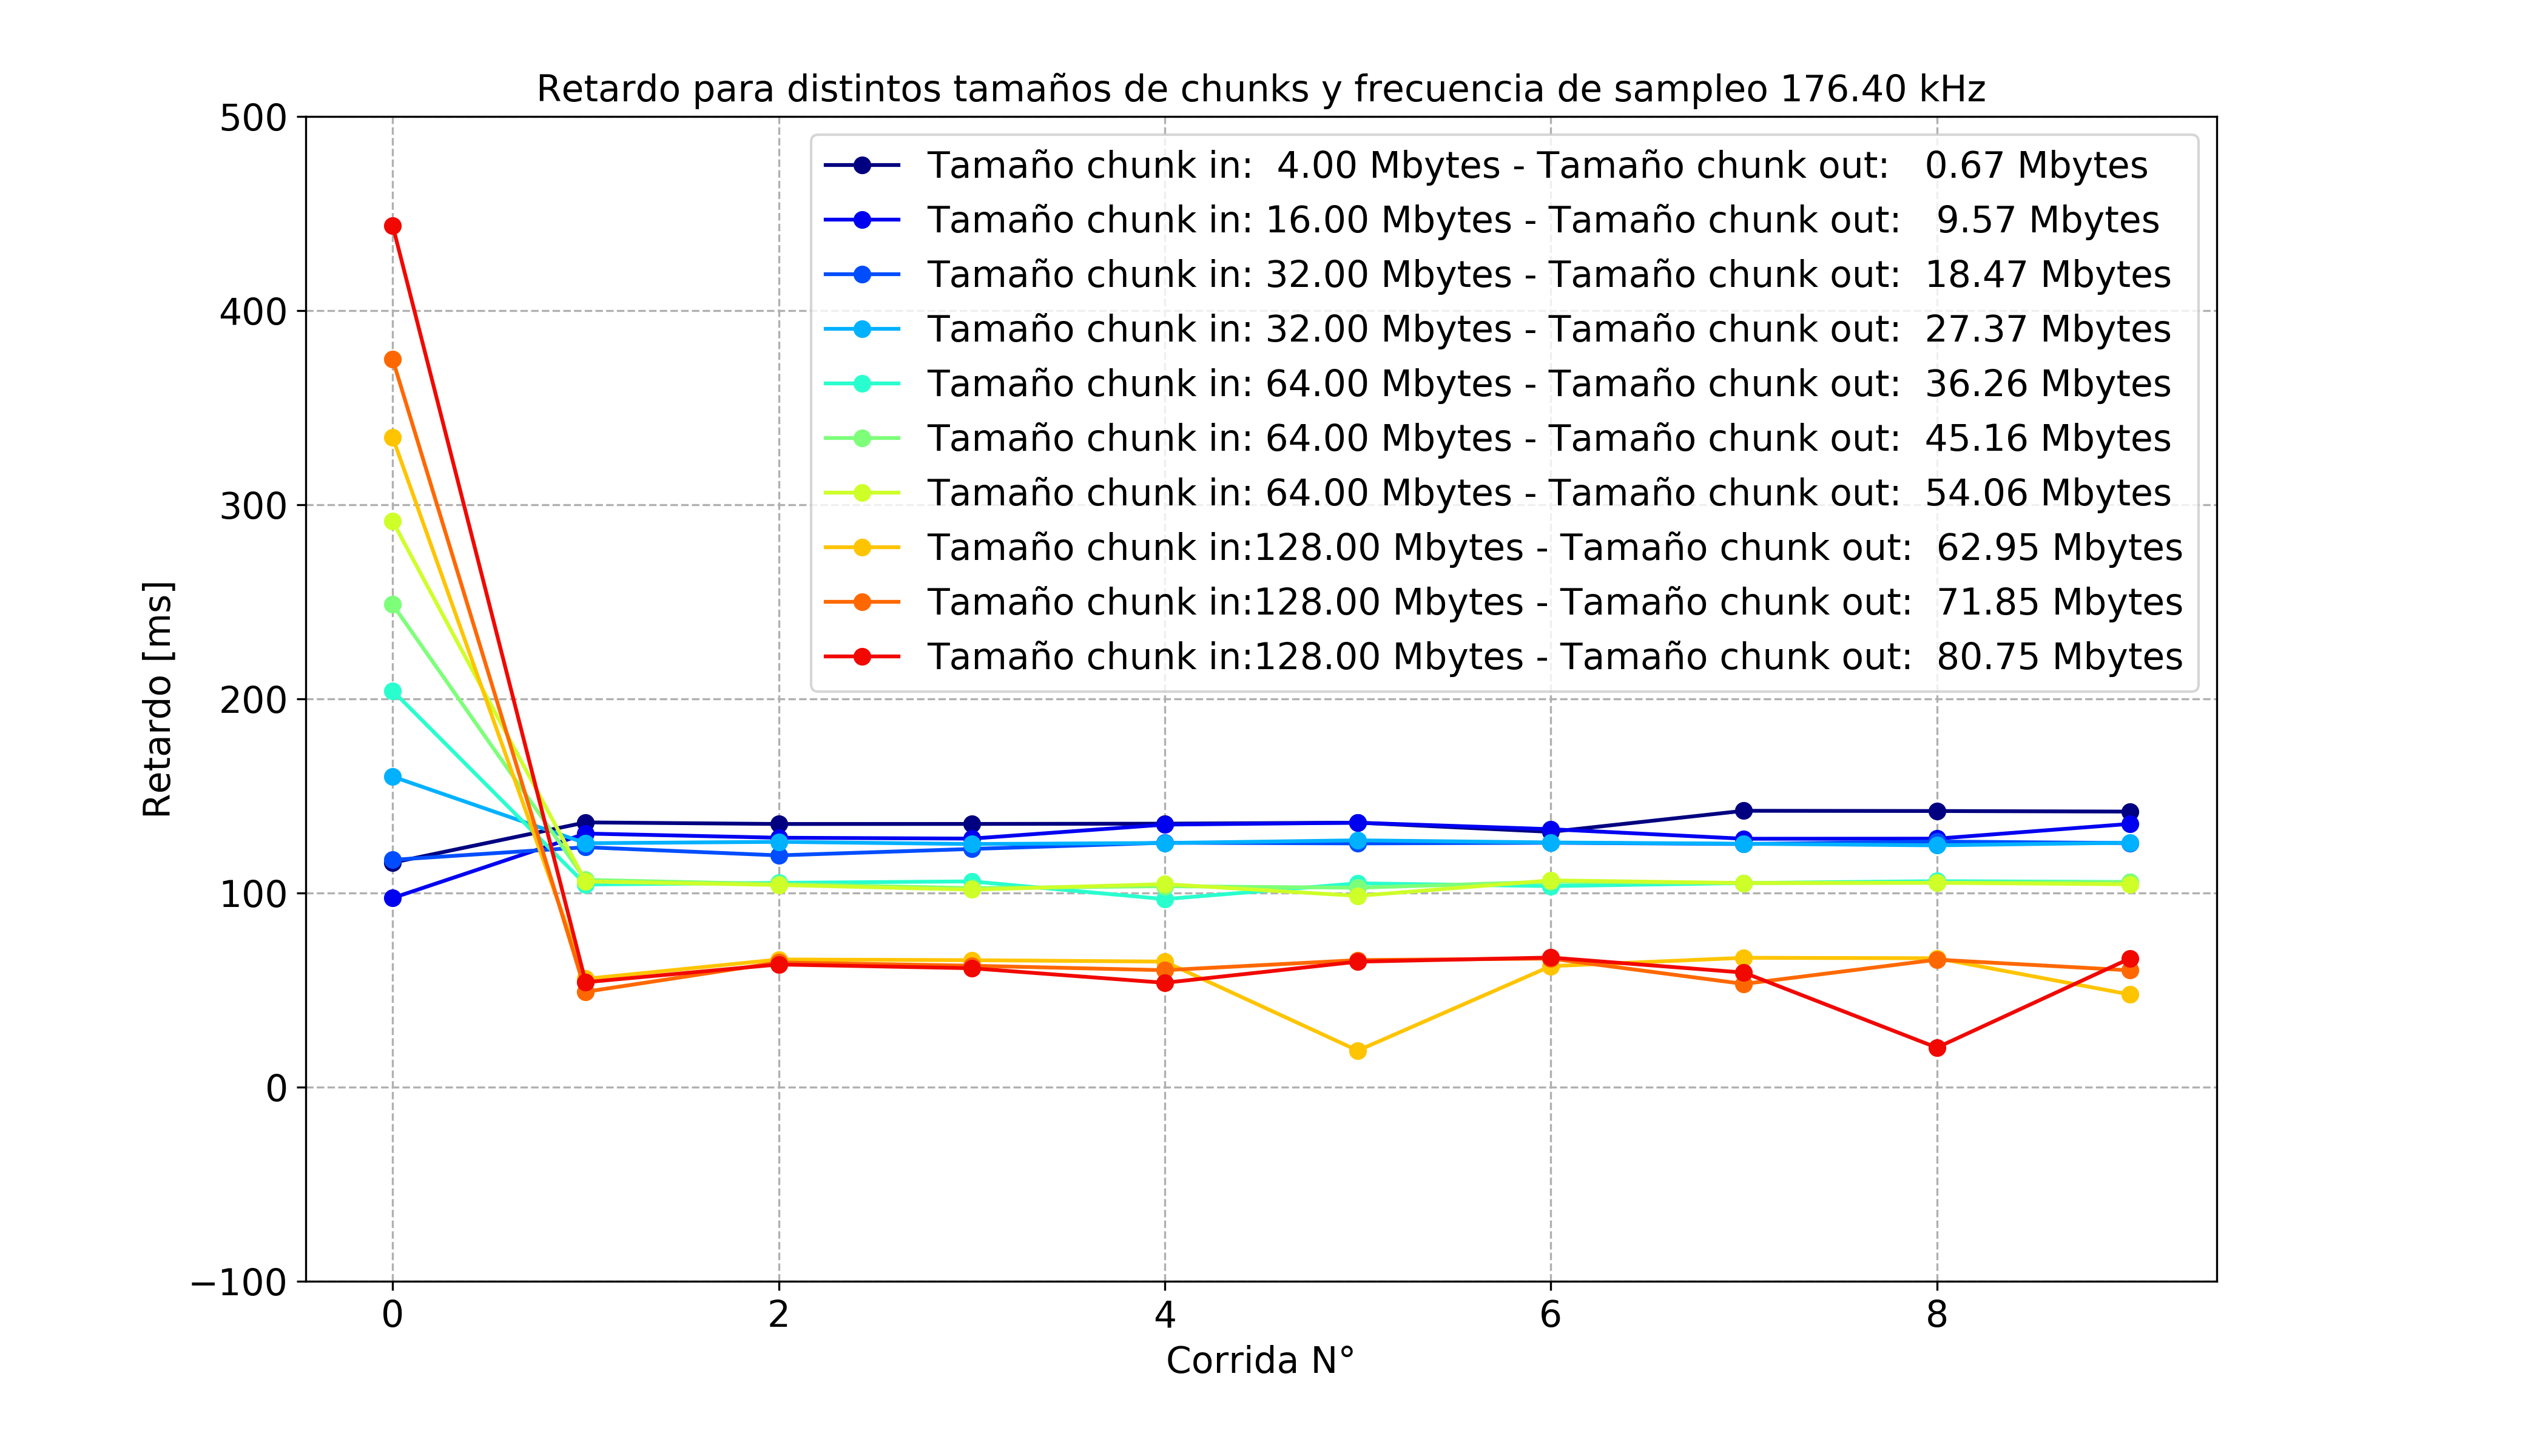 Retardo para distintos tamaños de chunks y frecuencia de sampleo 176.40 kHz
500
400
300
200
100
0
−100
Retardo [ms]
Tamaño chunk in:  4.00 Mbytes - Tamaño chunk out:   0.67 Mbytes
Tamaño chunk in: 16.00 Mbytes - Tamaño chunk out:   9.57 Mbytes
Tamaño chunk in: 32.00 Mbytes - Tamaño chunk out:  18.47 Mbytes
Tamaño chunk in: 32.00 Mbytes - Tamaño chunk out:  27.37 Mbytes
Tamaño chunk in: 64.00 Mbytes - Tamaño chunk out:  36.26 Mbytes
Tamaño chunk in: 64.00 Mbytes - Tamaño chunk out:  45.16 Mbytes
Tamaño chunk in: 64.00 Mbytes - Tamaño chunk out:  54.06 Mbytes
Tamaño chunk in:128.00 Mbytes - Tamaño chunk out:  62.95 Mbytes
Tamaño chunk in:128.00 Mbytes - Tamaño chunk out:  71.85 Mbytes
Tamaño chunk in:128.00 Mbytes - Tamaño chunk out:  80.75 Mbytes
0 2 4 6 8
Corrida N°